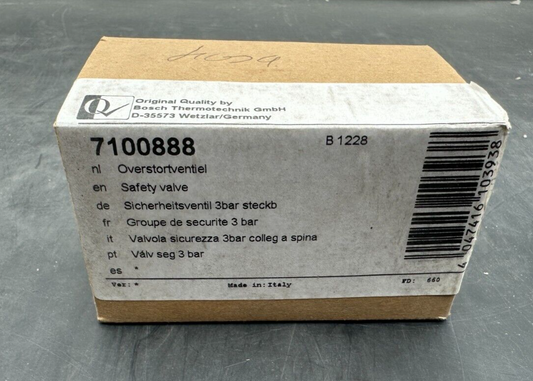 Original Quality by
Bosch Thermotechnik GmbH
D-35573 Wetzlar/Germany
7100888 B 1228
nl Overstortventiel
en Safety valve
de Sicherheitsventil 3bar steckb
fr Groupe de securite 3 bar
it Valvola sicurezza 3bar colleg a spina
pt Válv seg 3 bar
es *
Var: * Made in: Italy FD: 660
4 047416 103938